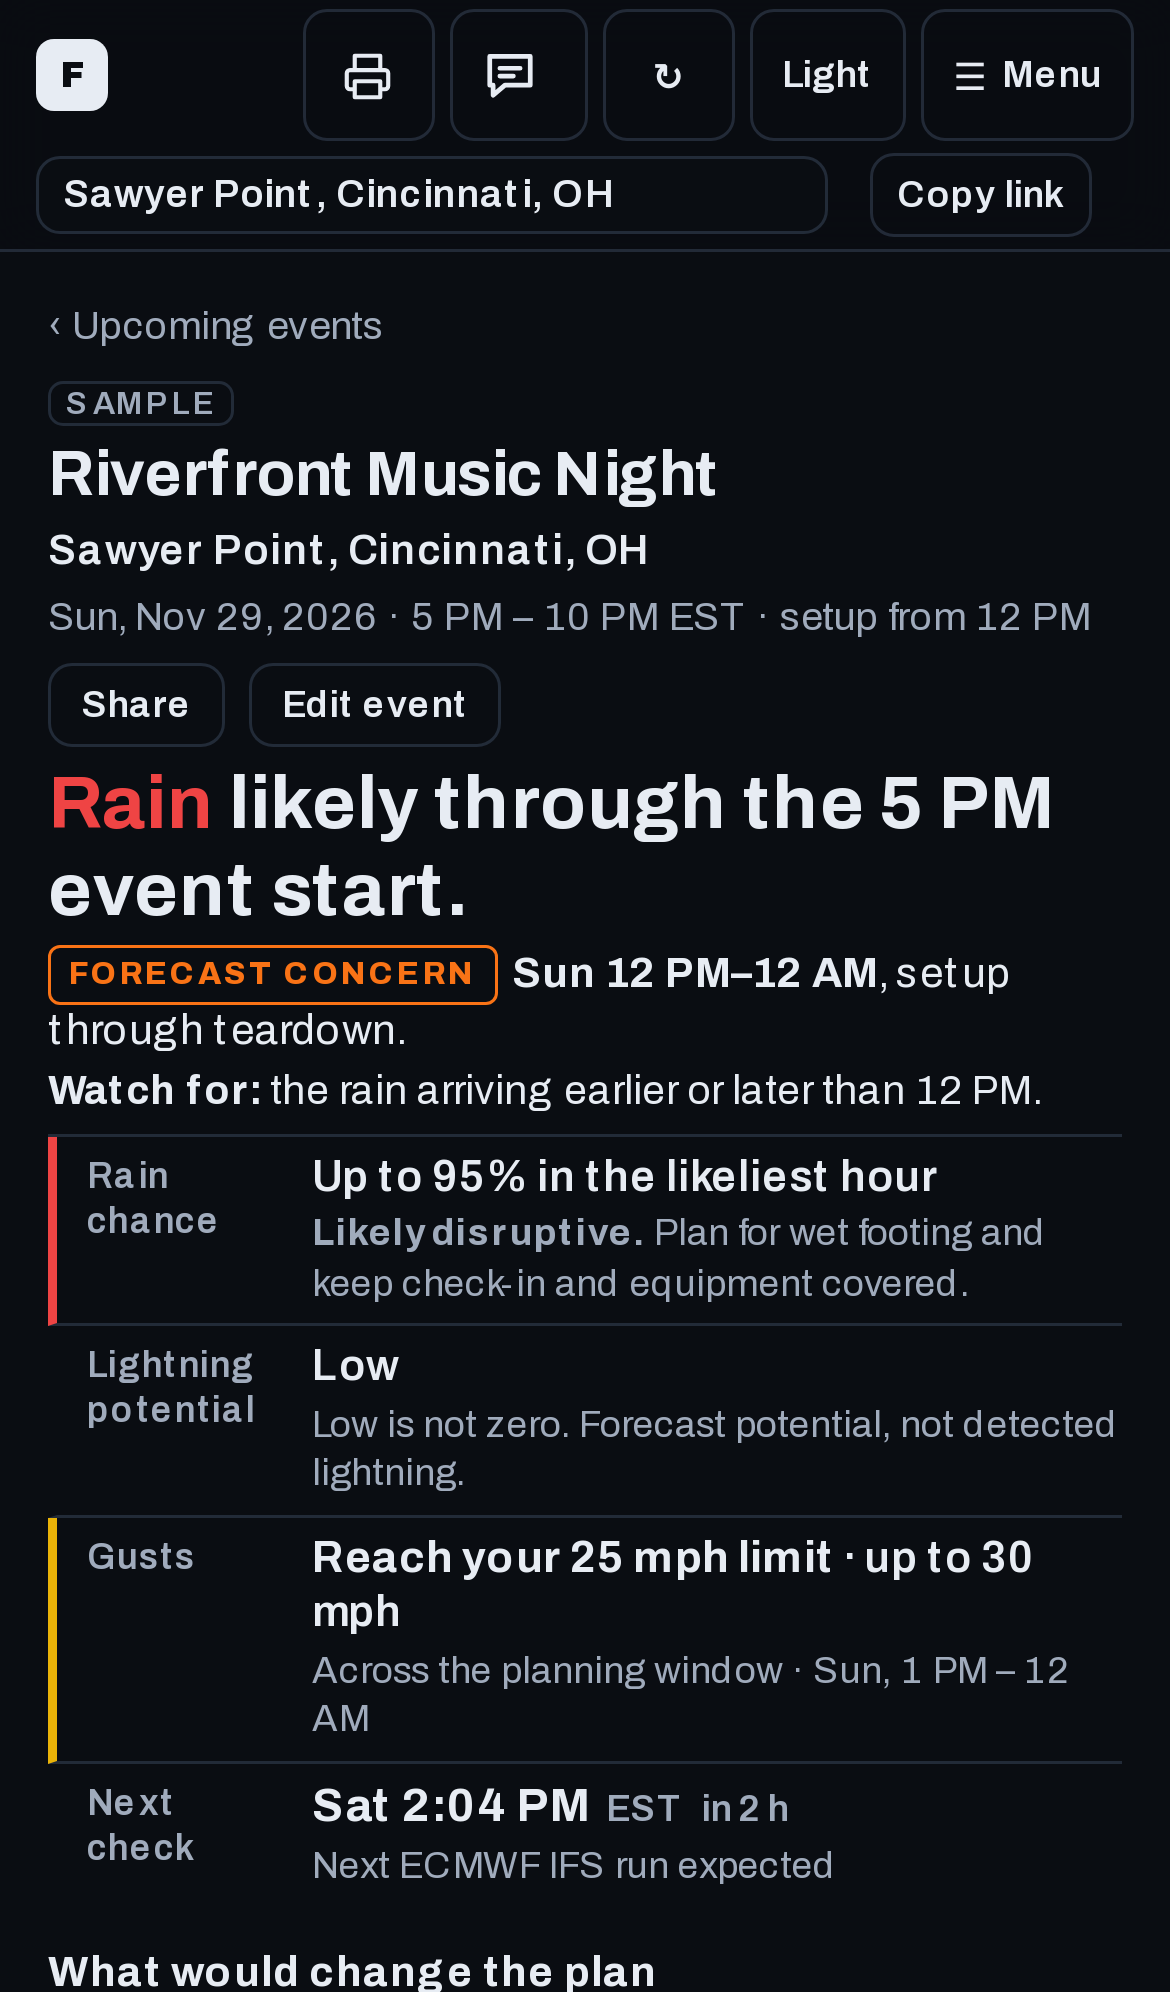 F
↻
Light
☰ Menu
Sawyer Point, Cincinnati, OH
Copy link
‹ Upcoming events
SAMPLE
Riverfront Music Night
Sawyer Point, Cincinnati, OH
Sun, Nov 29, 2026 · 5 PM – 10 PM EST · setup from 12 PM
Share
Edit event
Rain likely through the 5 PM
event start.
FORECAST CONCERN Sun 12 PM–12 AM, setup
through teardown.
Watch for: the rain arriving earlier or later than 12 PM.
Rain
chance
Up to 95% in the likeliest hour
Likely disruptive. Plan for wet footing and
keep check-in and equipment covered.
Lightning
potential
Low
Low is not zero. Forecast potential, not detected
lightning.
Gusts
Reach your 25 mph limit · up to 30
mph
Across the planning window · Sun, 1 PM – 12
AM
Next
check
Sat 2:04 PM EST in 2 h
Next ECMWF IFS run expected
What would change the plan